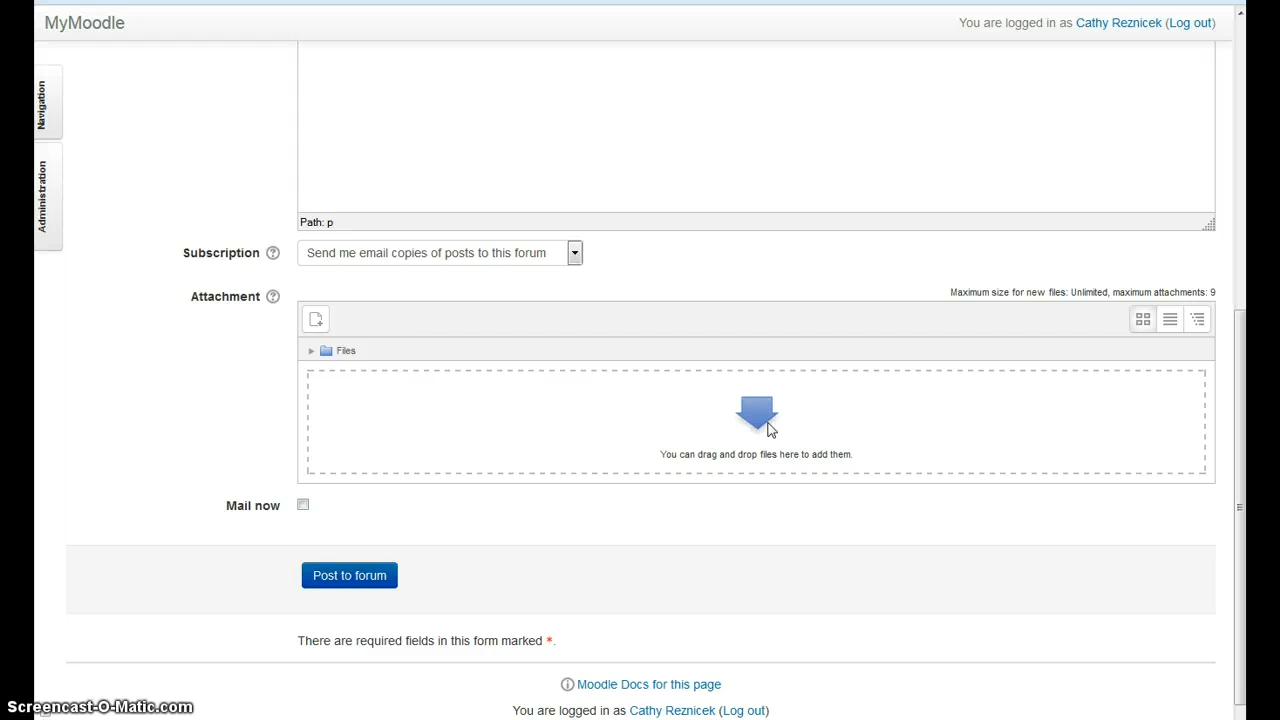 MyMoodle
You are logged in as Cathy Reznicek (Log out)
Navigation
Administration
Path: p
Subscription
Send me email copies of posts to this forum
Attachment
Maximum size for new files: Unlimited, maximum attachments: 9
Files
You can drag and drop files here to add them.
Mail now
Post to forum
There are required fields in this form marked *.
Moodle Docs for this page
You are logged in as Cathy Reznicek (Log out)
Screencast-O-Matic.com